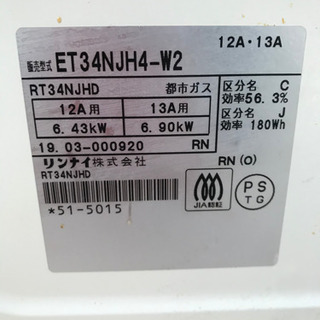 12A・13A
販売型式 ET34NJH4-W2
RT34NJHD 都市ガス
12A用 13A用
6.43kW 6.90kW
区分名 C
効率56.3%
区分名 J
効率 180Wh
19.03-000920 RN
リンナイ株式会社 RN (0)
RT34NJHD
*51-5015
JIA
PS
TG